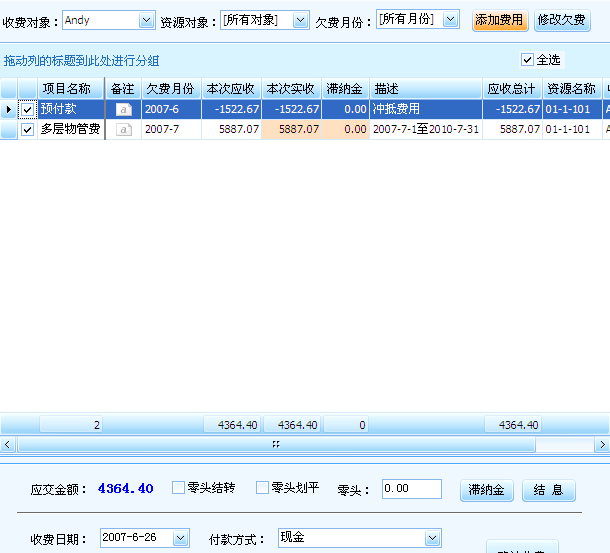 收费对象： Andy 资源对象： [所有对象] 欠费月份： [所有月份] 添加费用 修改欠费
拖动列的标题到此处进行分组 全选
项目名称 备注 欠费月份 本次应收 本次实收 滞纳金 描述 应收总计 资源名称
预付款 a 2007-6 -1522.67 -1522.67 0.00 冲抵费用 -1522.67 01-1-101
多层物管费 a 2007-7 5887.07 5887.07 0.00 2007-7-1至2010-7-31 5887.07 01-1-101
2 4364.40 4364.40 0 4364.40
应交金额： 4364.40 零头结转 零头划平 零头： 0.00 滞纳金 结 息
收费日期： 2007-6-26 付款方式： 现金